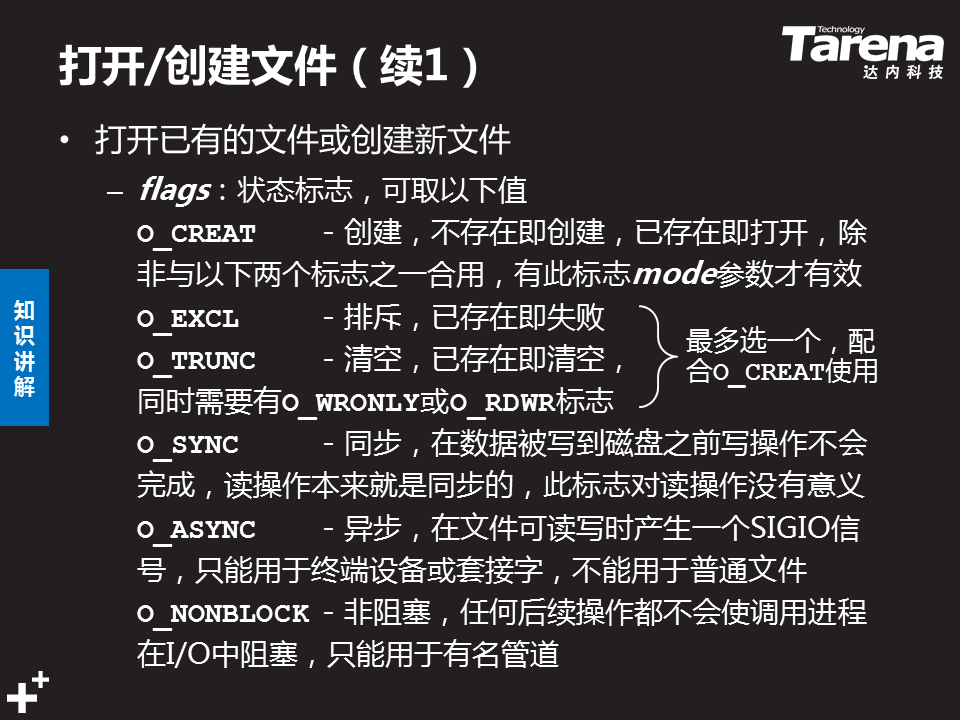 打开/创建文件（续1）
Technology
Tarena
达内科技
• 打开已有的文件或创建新文件
– flags：状态标志，可取以下值
O_CREAT - 创建，不存在即创建，已存在即打开，除
非与以下两个标志之一合用，有此标志mode参数才有效
O_EXCL - 排斥，已存在即失败
O_TRUNC - 清空，已存在即清空，
同时需要有O_WRONLY或O_RDWR标志
最多选一个，配
合O_CREAT使用
O_SYNC - 同步，在数据被写到磁盘之前写操作不会
完成，读操作本来就是同步的，此标志对读操作没有意义
O_ASYNC - 异步，在文件可读写时产生一个SIGIO信
号，只能用于终端设备或套接字，不能用于普通文件
O_NONBLOCK - 非阻塞，任何后续操作都不会使调用进程
在I/O中阻塞，只能用于有名管道
知
识
讲
解